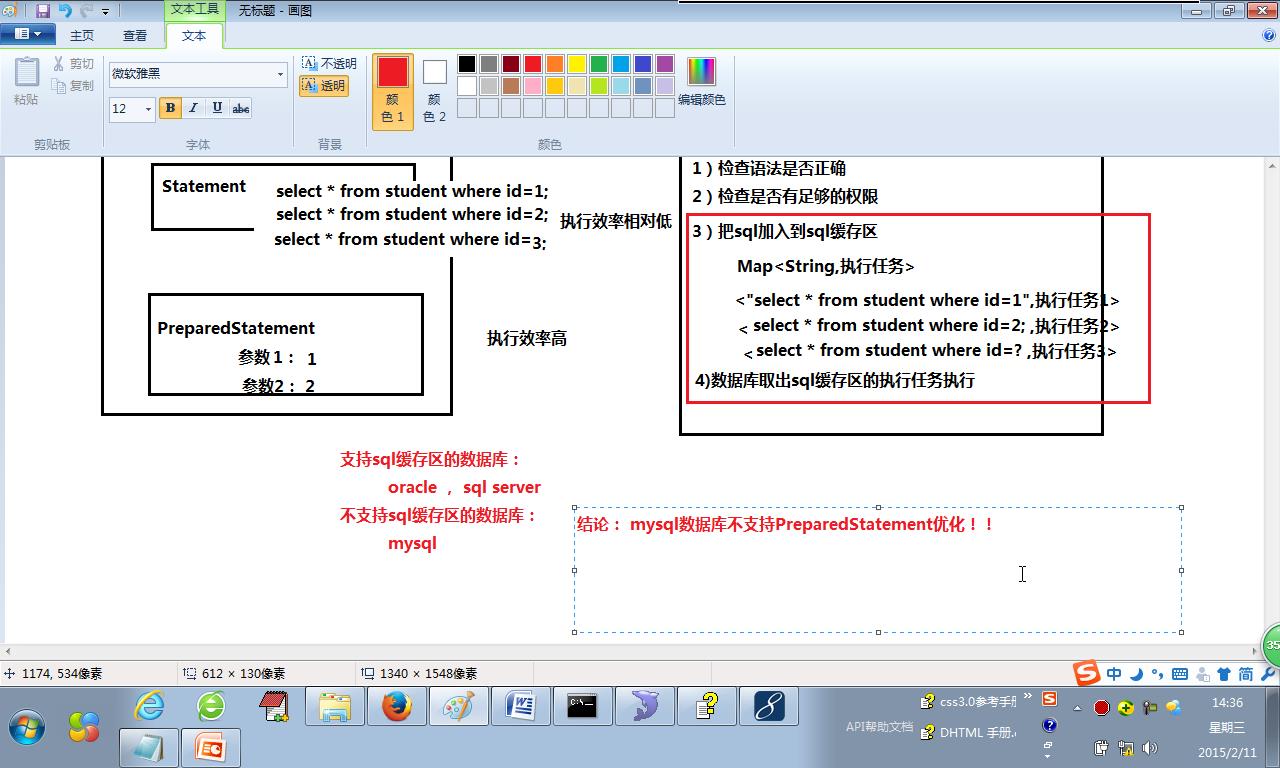 文本工具
无标题 - 画图
主页
查看
文本
粘贴
剪切
复制
剪贴板
微软雅黑
12
B
I
U
abc
字体
A
不透明
A
透明
背景
颜
色 1
颜
色 2
编辑颜色
颜色
Statement
select * from student where id=1;
select * from student where id=2;
select * from student where id=3;
执行效率相对低
PreparedStatement
参数1： 1
参数2： 2
执行效率高
1）检查语法是否正确
2）检查是否有足够的权限
3）把sql加入到sql缓存区
Map<String,执行任务>
<"select * from student where id=1",执行任务1>
< select * from student where id=2; ,执行任务2>
< select * from student where id=? ,执行任务3>
4)数据库取出sql缓存区的执行任务执行
支持sql缓存区的数据库：
oracle ， sql server
不支持sql缓存区的数据库：
mysql
结论： mysql数据库不支持PreparedStatement优化！！
35
1174, 534像素
612 × 130像素
1340 × 1548像素
S
中
简
API帮助文档
css3.0参考手册
DHTML 手册.c
14:36
星期三
2015/2/11